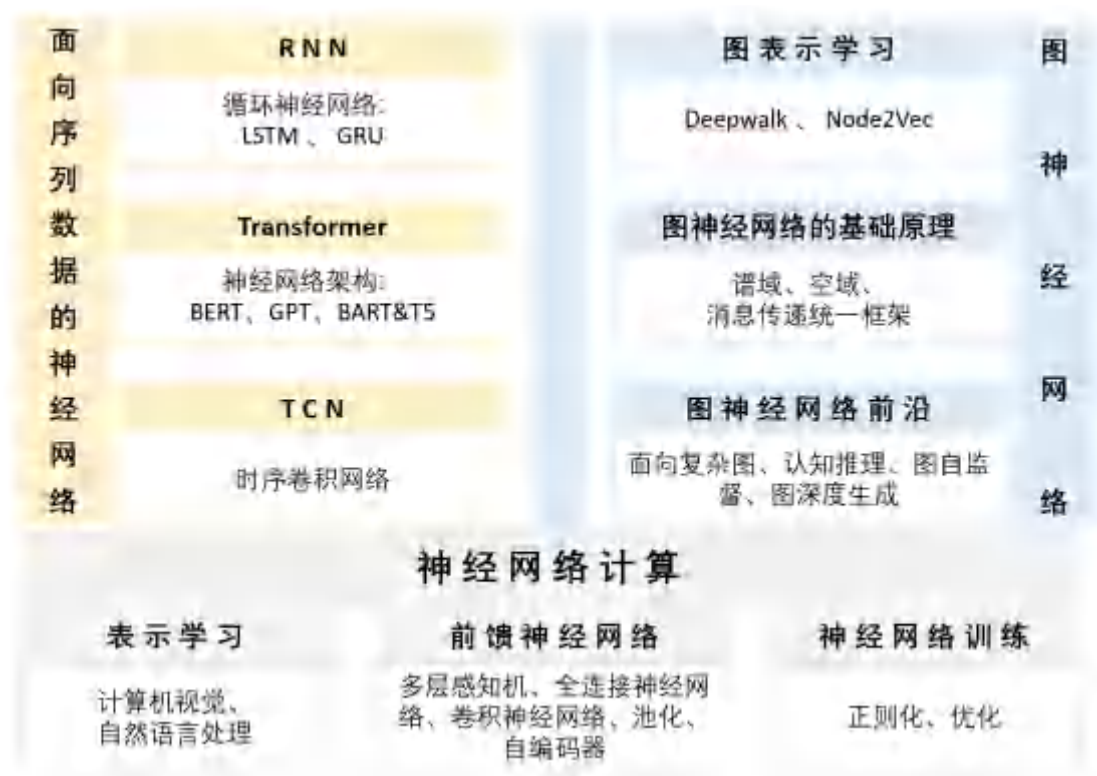 面向序列数据的神经网络
RNN
循环神经网络:
LSTM 、 GRU
Transformer
神经网络架构:
BERT、GPT、BART&T5
TCN
时序卷积网络
图表示学习
Deepwalk 、 Node2Vec
图神经网络的基础原理
谱域、空域、
消息传递统一框架
图神经网络前沿
面向复杂图、认知推理、图自监
督、图深度生成
图神经网络
神经网络计算
表示学习
计算机视觉、
自然语言处理
前馈神经网络
多层感知机、全连接神经网
络、卷积神经网络、池化、
自编码器
神经网络训练
正则化、优化